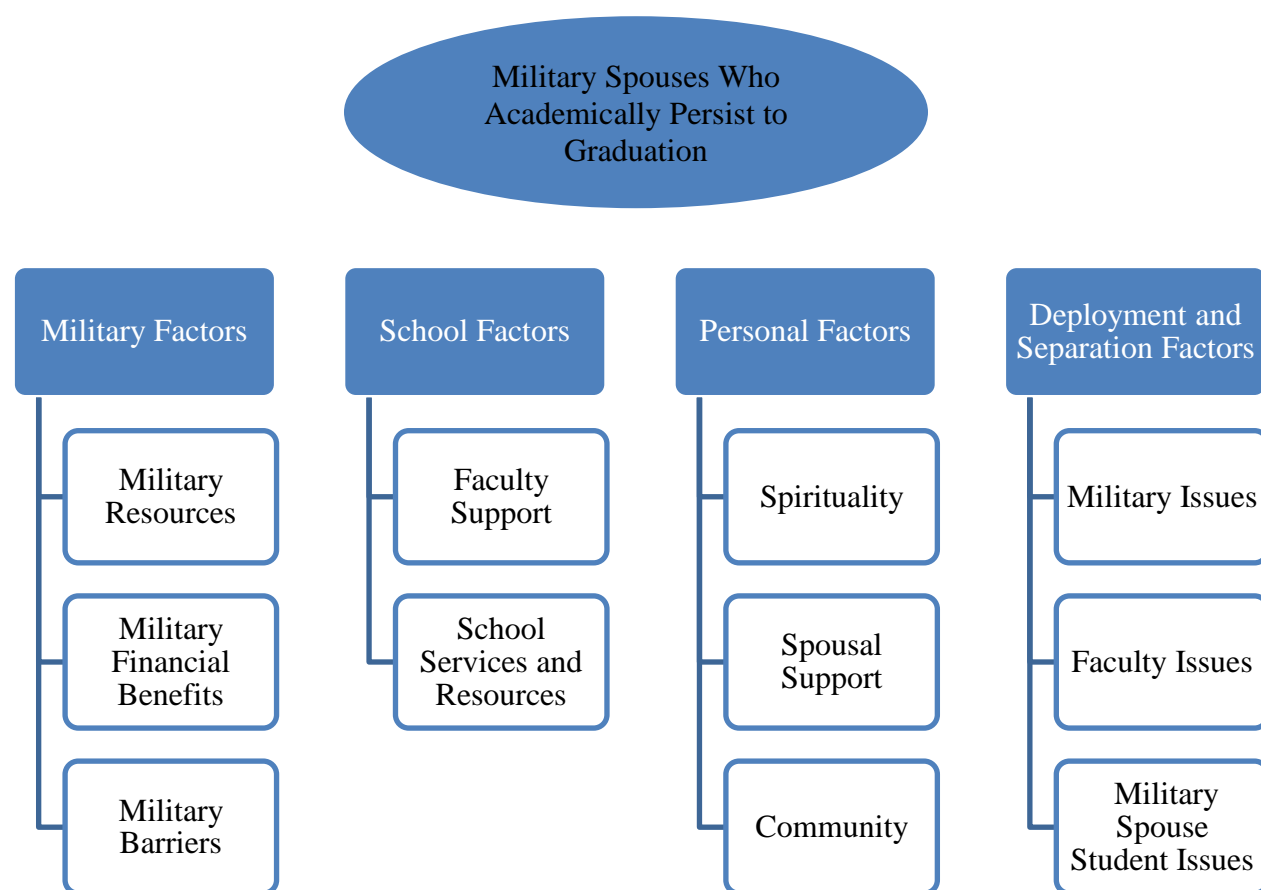 Military Spouses Who
Academically Persist to
Graduation
Military Factors
Military
Resources
Military
Financial
Benefits
Military
Barriers
School Factors
Faculty
Support
School
Services and
Resources
Personal Factors
Spirituality
Spousal
Support
Community
Deployment and
Separation Factors
Military Issues
Faculty Issues
Military
Spouse
Student Issues